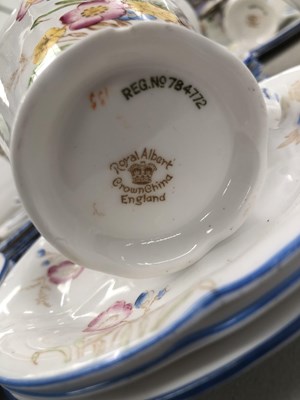 REG.NO 784772
Royal Albert
Crown China
England